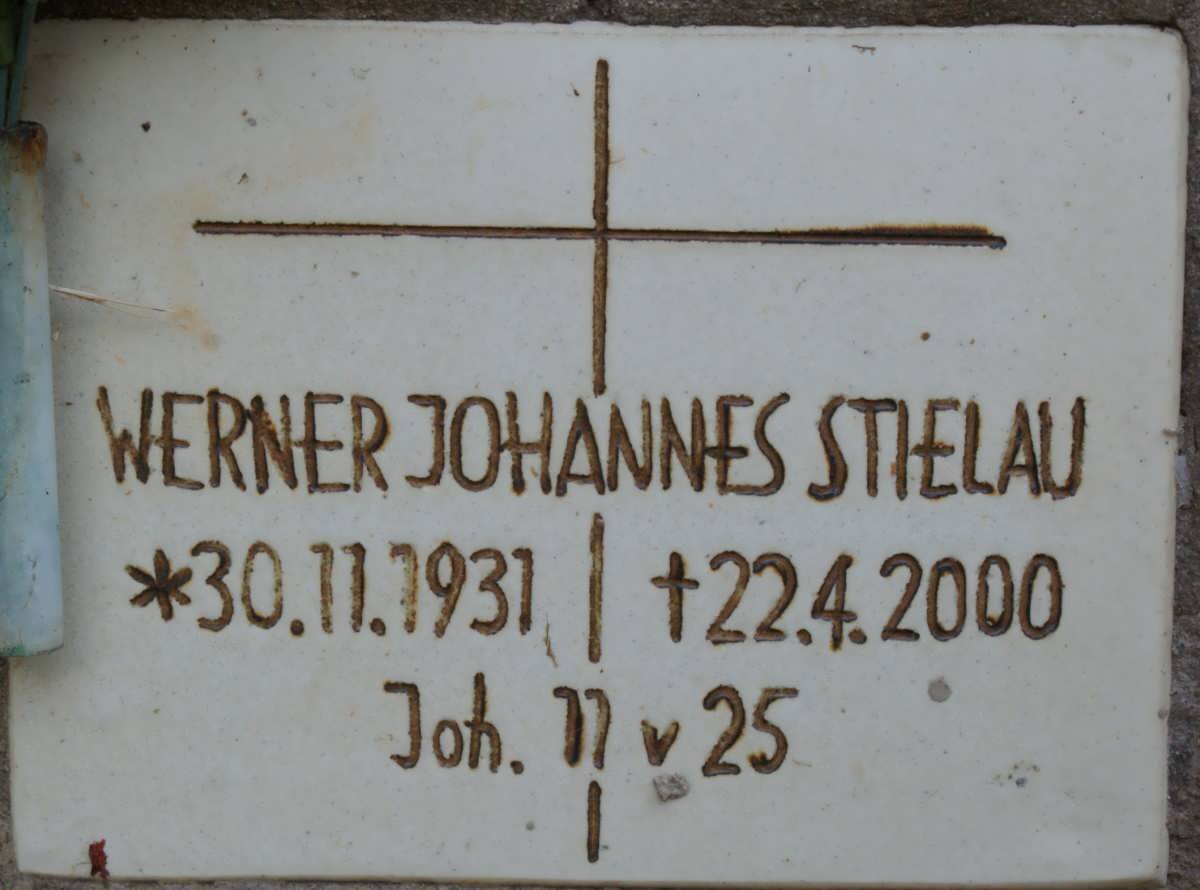 WERNER JOHANNES STIELAU
*30.11.1931 †22.4.2000
Joh. 11 v 25